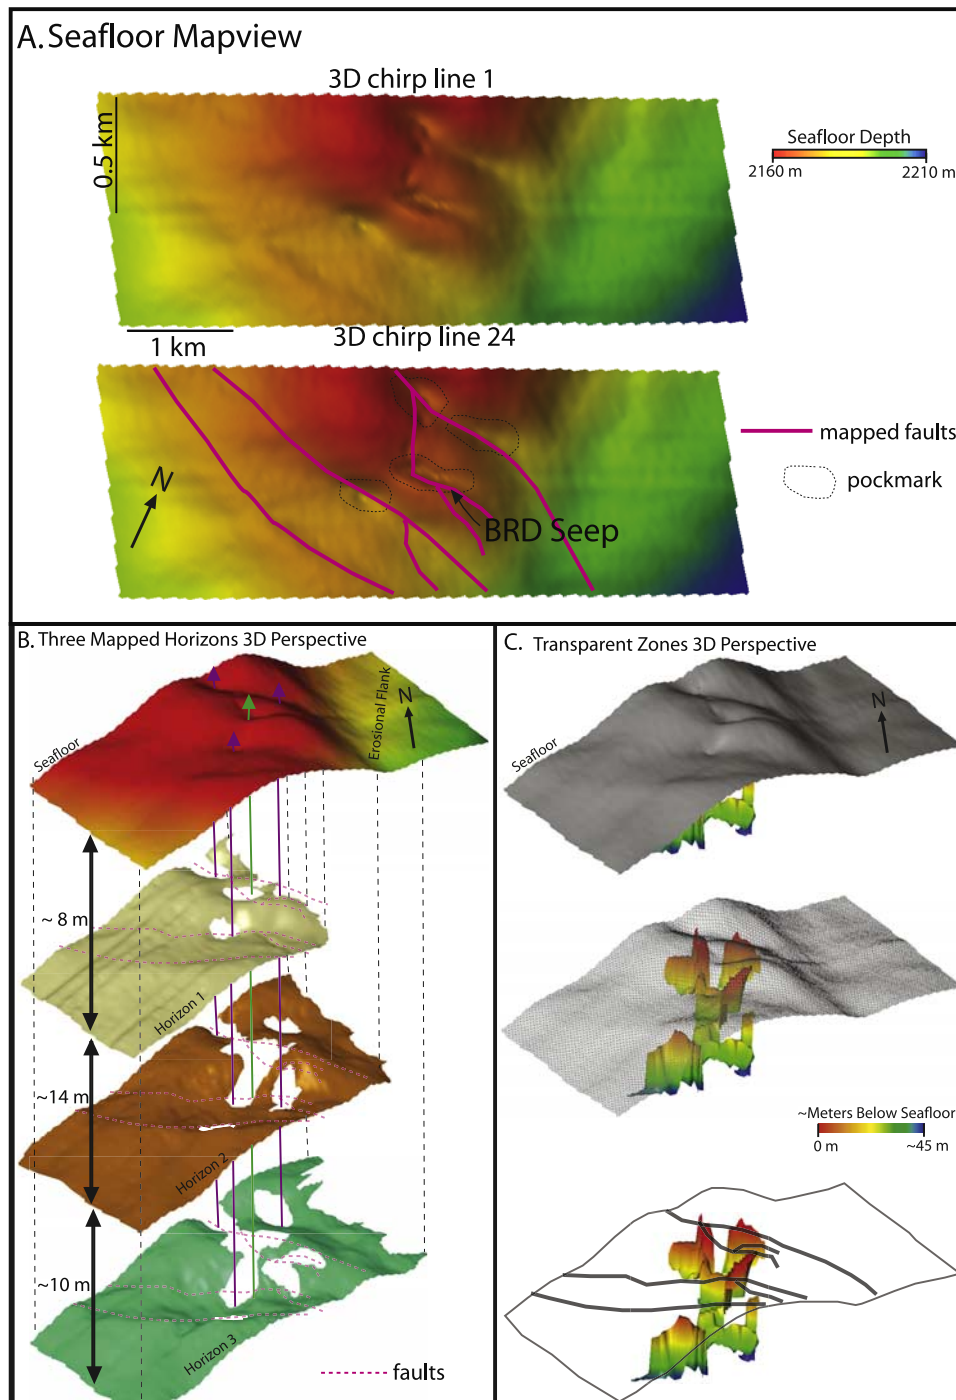 A. Seafloor Mapview
3D chirp line 1
0.5 km
Seafloor Depth
2160 m
2210 m
1 km
3D chirp line 24
mapped faults
N
pockmark
BRD Seep
B. Three Mapped Horizons 3D Perspective
Seafloor
Erosional Flank
N
~ 8 m
Horizon 1
~14 m
Horizon 2
~10 m
Horizon 3
faults
C. Transparent Zones 3D Perspective
Seafloor
N
~Meters Below Seafloor
0 m
~45 m